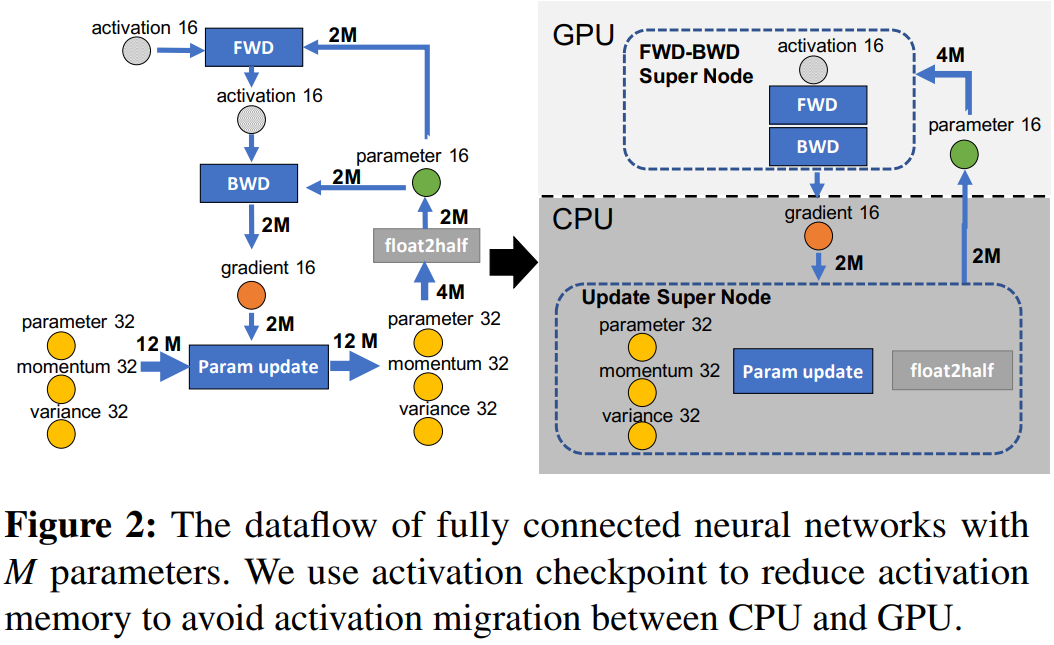 activation 16
FWD
2M
activation 16
parameter 16
BWD
2M
2M
2M
float2half
gradient 16
4M
2M
parameter 32
momentum 32
variance 32
12 M
Param update
12 M
parameter 32
momentum 32
variance 32
GPU
FWD-BWD
Super Node
activation 16
FWD
BWD
4M
parameter 16
CPU
gradient 16
2M
2M
Update Super Node
parameter 32
momentum 32
variance 32
Param update
float2half
Figure 2: The dataflow of fully connected neural networks with
M parameters. We use activation checkpoint to reduce activation
memory to avoid activation migration between CPU and GPU.